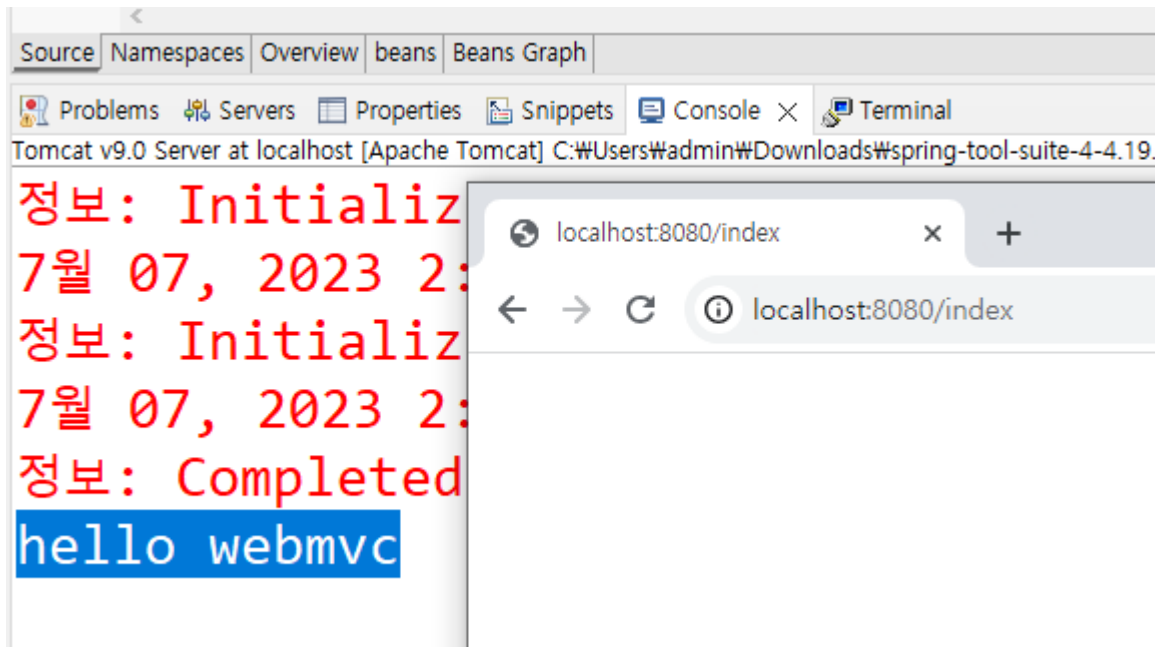 Source Namespaces Overview beans Beans Graph
Problems Servers Properties Snippets Console Terminal
Tomcat v9.0 Server at localhost [Apache Tomcat] C:₩Users₩admin₩Downloads₩spring-tool-suite-4-4.19.
정보: Initializ
7월 07, 2023 2:
정보: Initializ
7월 07, 2023 2:
정보: Completed
hello webmvc
localhost:8080/index
localhost:8080/index